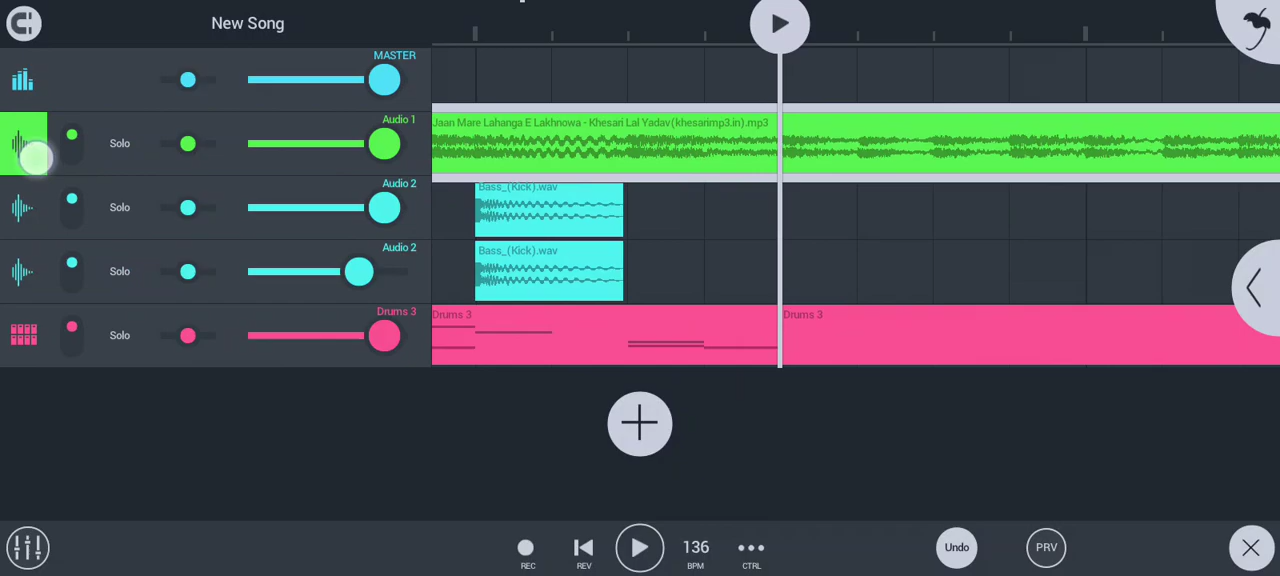 New Song
MASTER
Audio 1
Solo
Jaan Mare Lahanga E Lakhnowa - Khesari Lal Yadav(khesarimp3.in).mp3
Audio 2
Solo
Bass_(Kick).wav
Audio 2
Solo
Bass_(Kick).wav
Drums 3
Solo
Drums 3
Drums 3
136
Undo
PRV
REC
REV
BPM
CTRL